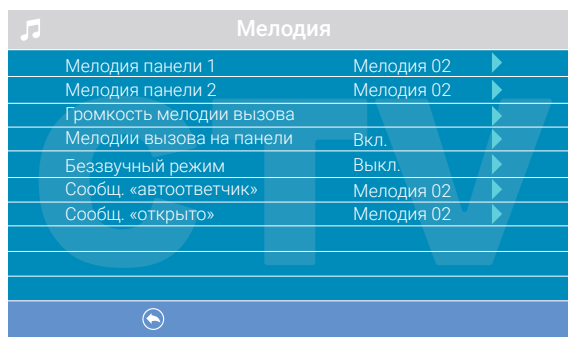 Мелодия
Мелодия панели 1 Мелодия 02
Мелодия панели 2 Мелодия 02
Громкость мелодии вызова
Мелодии вызова на панели Вкл.
Беззвучный режим Выкл.
Сообщ. «автоответчик» Мелодия 02
Сообщ. «открыто» Мелодия 02
CTV